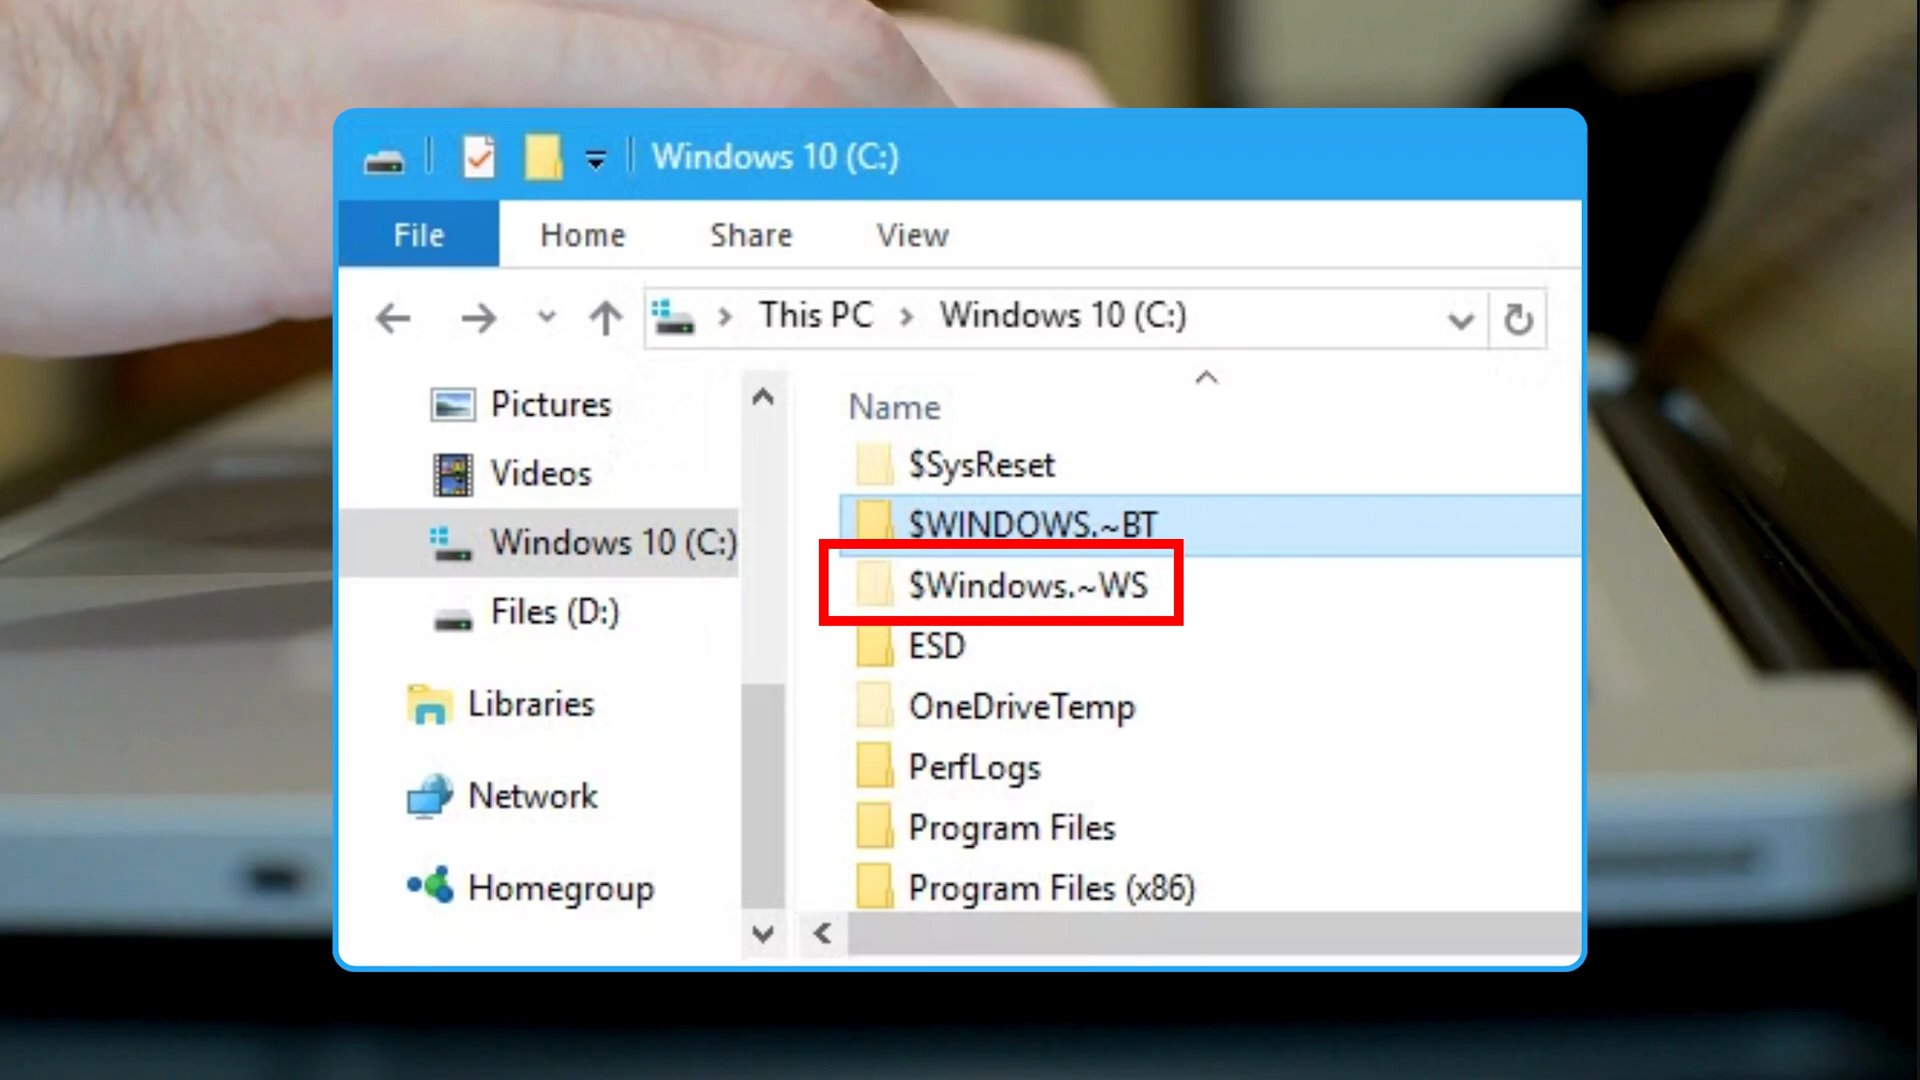 Windows 10 (C:)
File Home Share View
This PC Windows 10 (C:)
Pictures
Videos
Windows 10 (C:)
Files (D:)
Libraries
Network
Homegroup
Name
$SysReset
$WINDOWS.~BT
$Windows.~WS
ESD
OneDriveTemp
PerfLogs
Program Files
Program Files (x86)